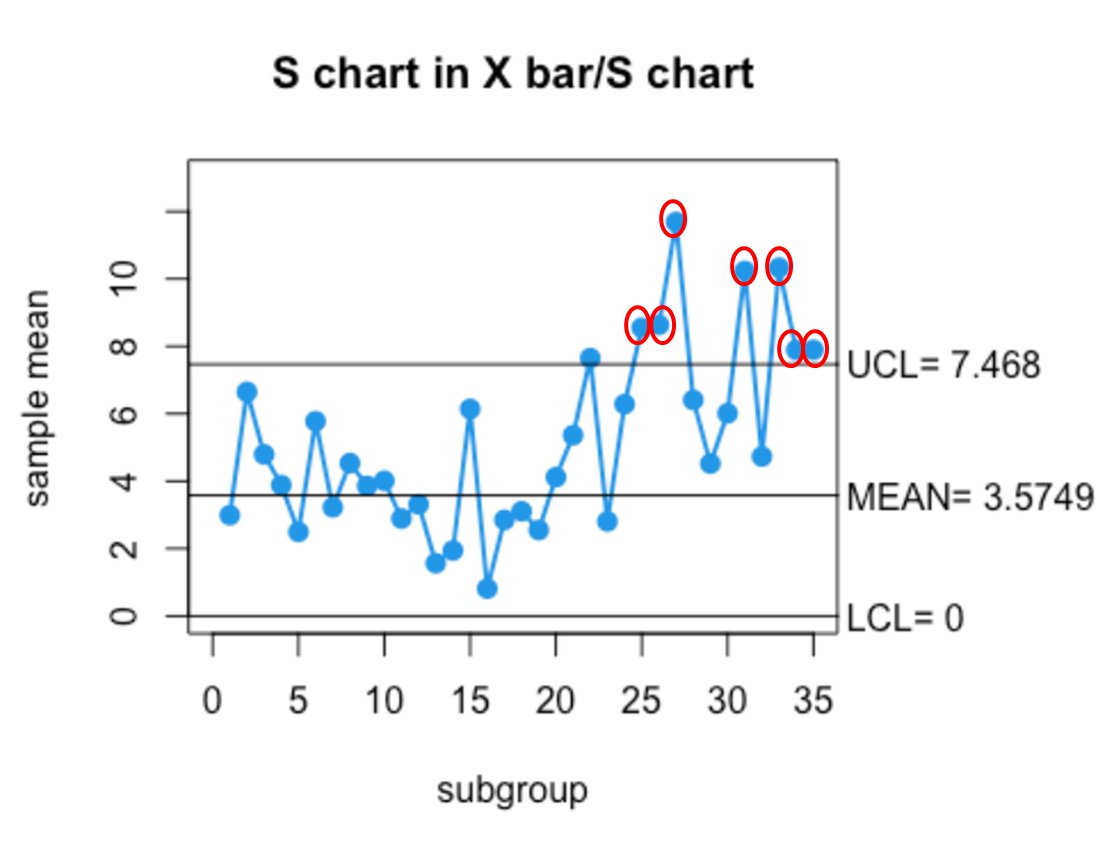 S chart in X bar/S chart
sample mean
10
8
6
4
2
0
UCL= 7.468
MEAN= 3.5749
LCL= 0
0 5 10 15 20 25 30 35
subgroup